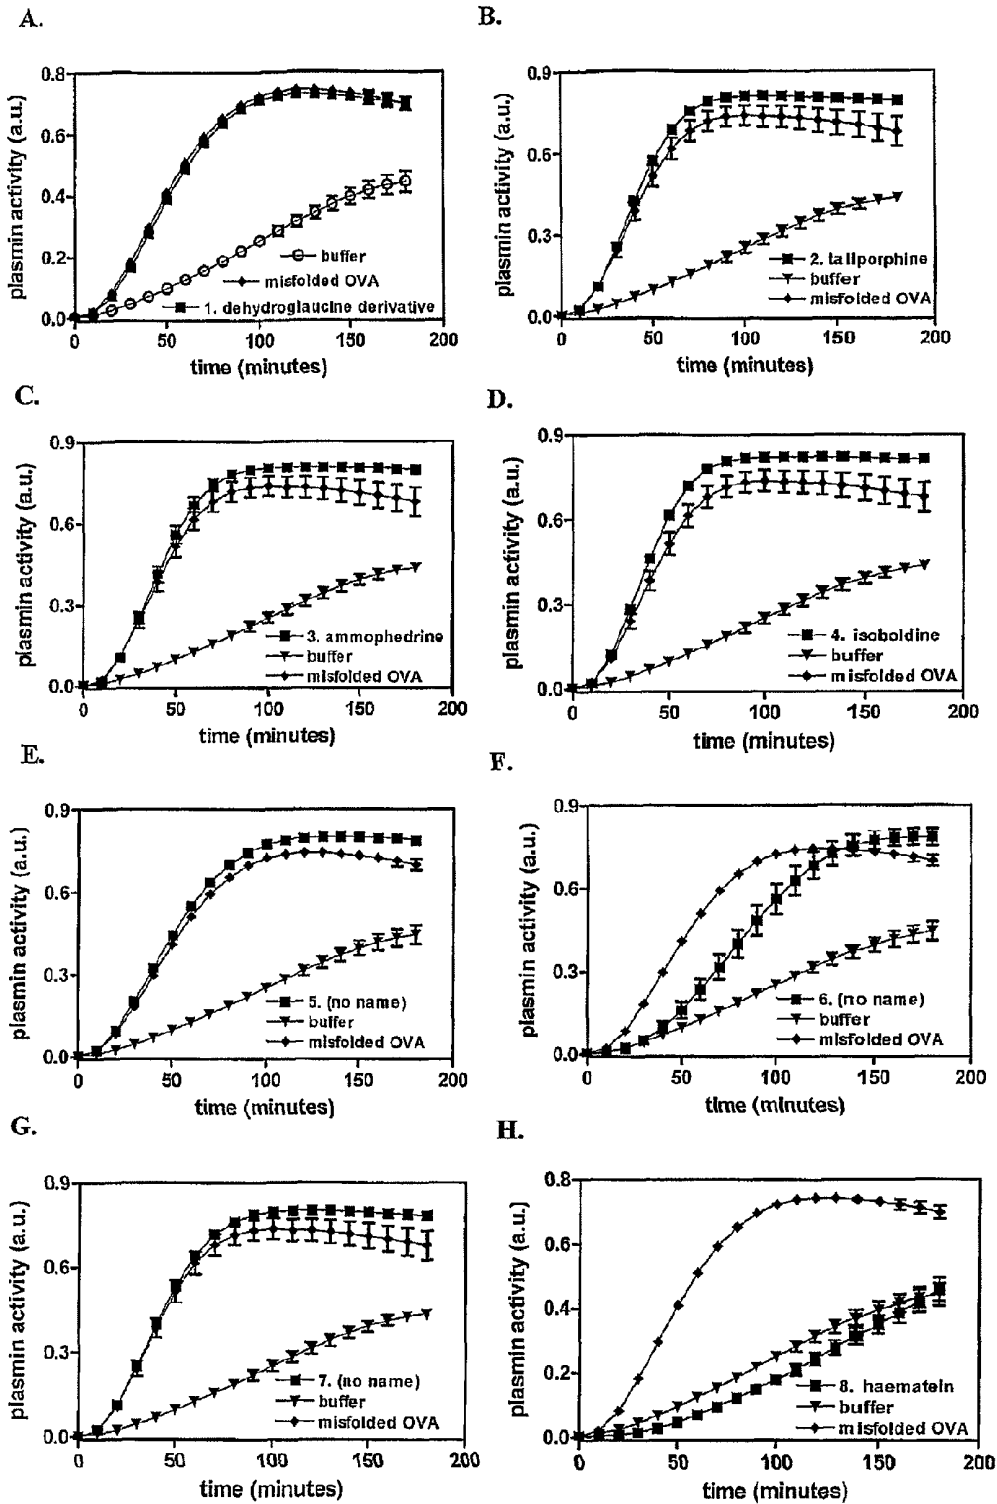 A.
0.8
0.6
0.4
0.2
0.0
plasmin activity (a.u.)
buffer
misfolded OVA
1. dehydroglaucine derivative
0 50 100 150 200
time (minutes)
B.
0.9
0.6
0.3
0.0
plasmin activity (a.u.)
2. taliporphine
buffer
misfolded OVA
0 50 100 150 200
time (minutes)
C.
0.9
0.6
0.3
0.0
plasmin activity (a.u.)
3. ammophedrine
buffer
misfolded OVA
0 50 100 150 200
time (minutes)
D.
0.9
0.6
0.3
0.0
plasmin activity (a.u.)
4. isoboldine
buffer
misfolded OVA
0 50 100 150 200
time (minutes)
E.
0.9
0.6
0.3
0.0
plasmin activity (a.u.)
5. (no name)
buffer
misfolded OVA
0 50 100 150 200
time (minutes)
F.
0.9
0.6
0.3
0.0
plasmin activity (a.u.)
6. (no name)
buffer
misfolded OVA
0 50 100 150 200
time (minutes)
G.
0.9
0.6
0.3
0.0
plasmin activity (a.u.)
7. (no name)
buffer
misfolded OVA
0 50 100 150 200
time (minutes)
H.
0.8
0.6
0.4
0.2
0.0
plasmin activity (a.u.)
8. haematein
buffer
misfolded OVA
0 50 100 150 200
time (minutes)